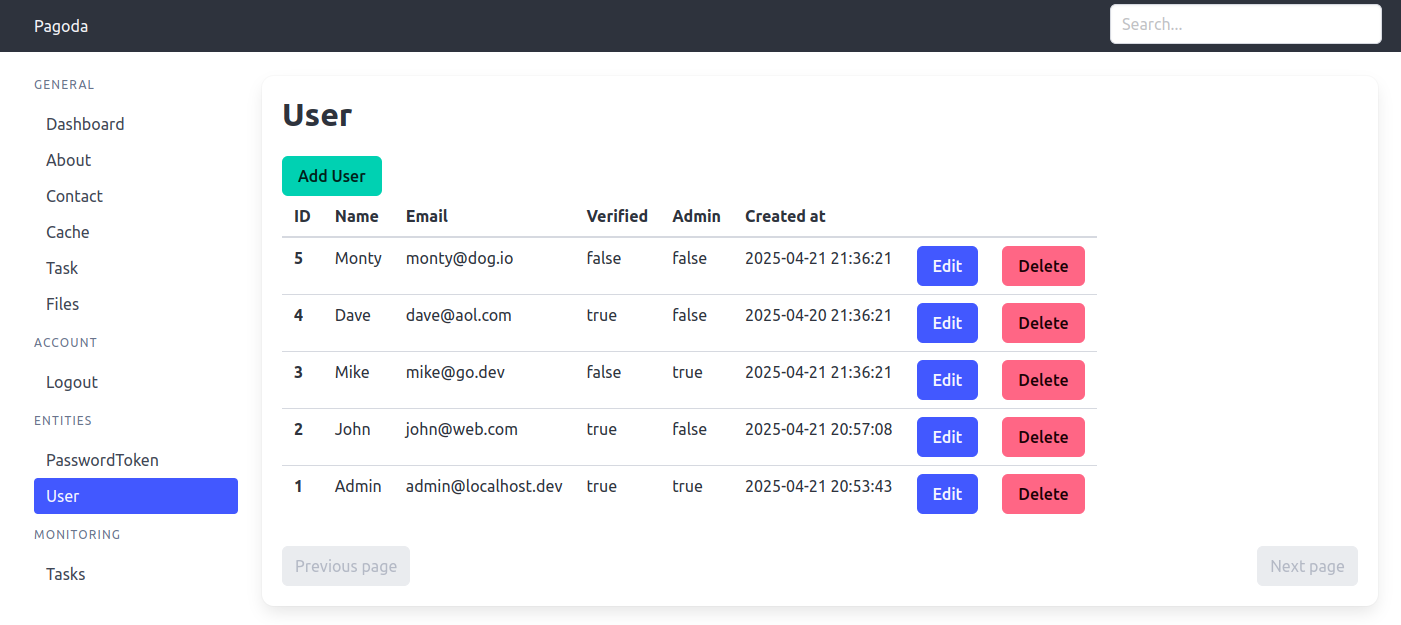 Pagoda
Search...
GENERAL
Dashboard
About
Contact
Cache
Task
Files
ACCOUNT
Logout
ENTITIES
PasswordToken
User
MONITORING
Tasks
User
Add User
ID Name Email Verified Admin Created at
5 Monty monty@dog.io false false 2025-04-21 21:36:21 Edit Delete
4 Dave dave@aol.com true false 2025-04-20 21:36:21 Edit Delete
3 Mike mike@go.dev false true 2025-04-21 21:36:21 Edit Delete
2 John john@web.com true false 2025-04-21 20:57:08 Edit Delete
1 Admin admin@localhost.dev true true 2025-04-21 20:53:43 Edit Delete
Previous page Next page